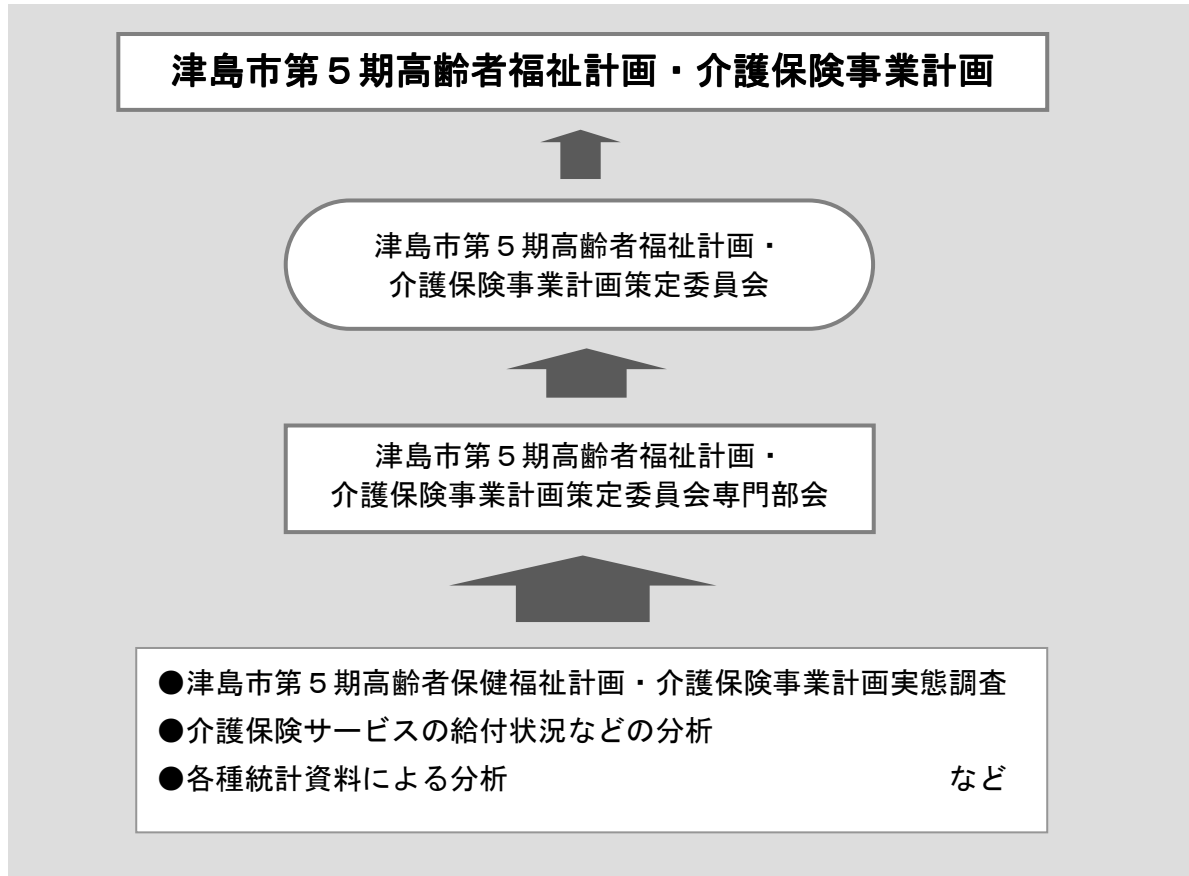 津島市第５期高齢者福祉計画・介護保険事業計画
津島市第５期高齢者福祉計画・
介護保険事業計画策定委員会
津島市第５期高齢者福祉計画・
介護保険事業計画策定委員会専門部会
●津島市第５期高齢者保健福祉計画・介護保険事業計画実態調査
●介護保険サービスの給付状況などの分析
●各種統計資料による分析　など